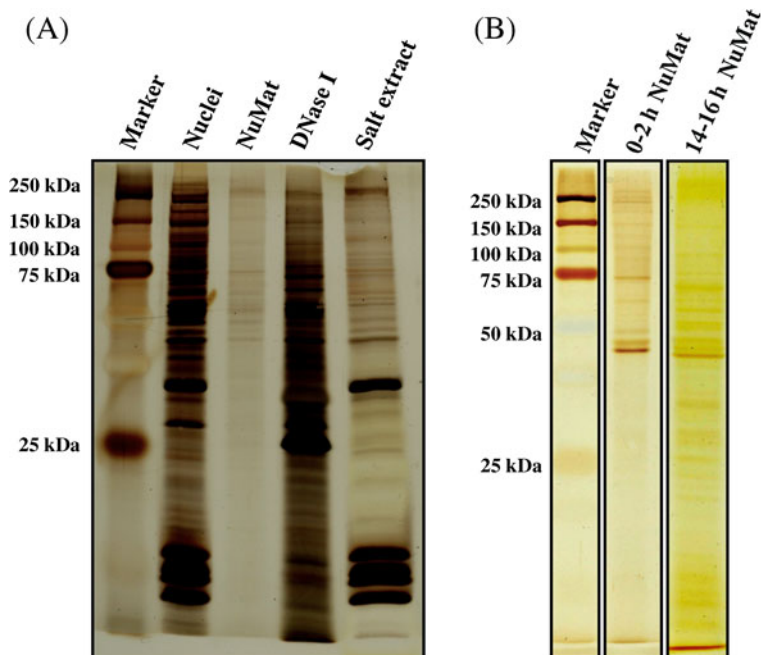 (A)
Marker
Nuclei
NuMat
DNase I
Salt extract
250 kDa
150 kDa
100 kDa
75 kDa
25 kDa
(B)
Marker
0-2 h NuMat
14-16 h NuMat
250 kDa
150 kDa
100 kDa
75 kDa
50 kDa
25 kDa